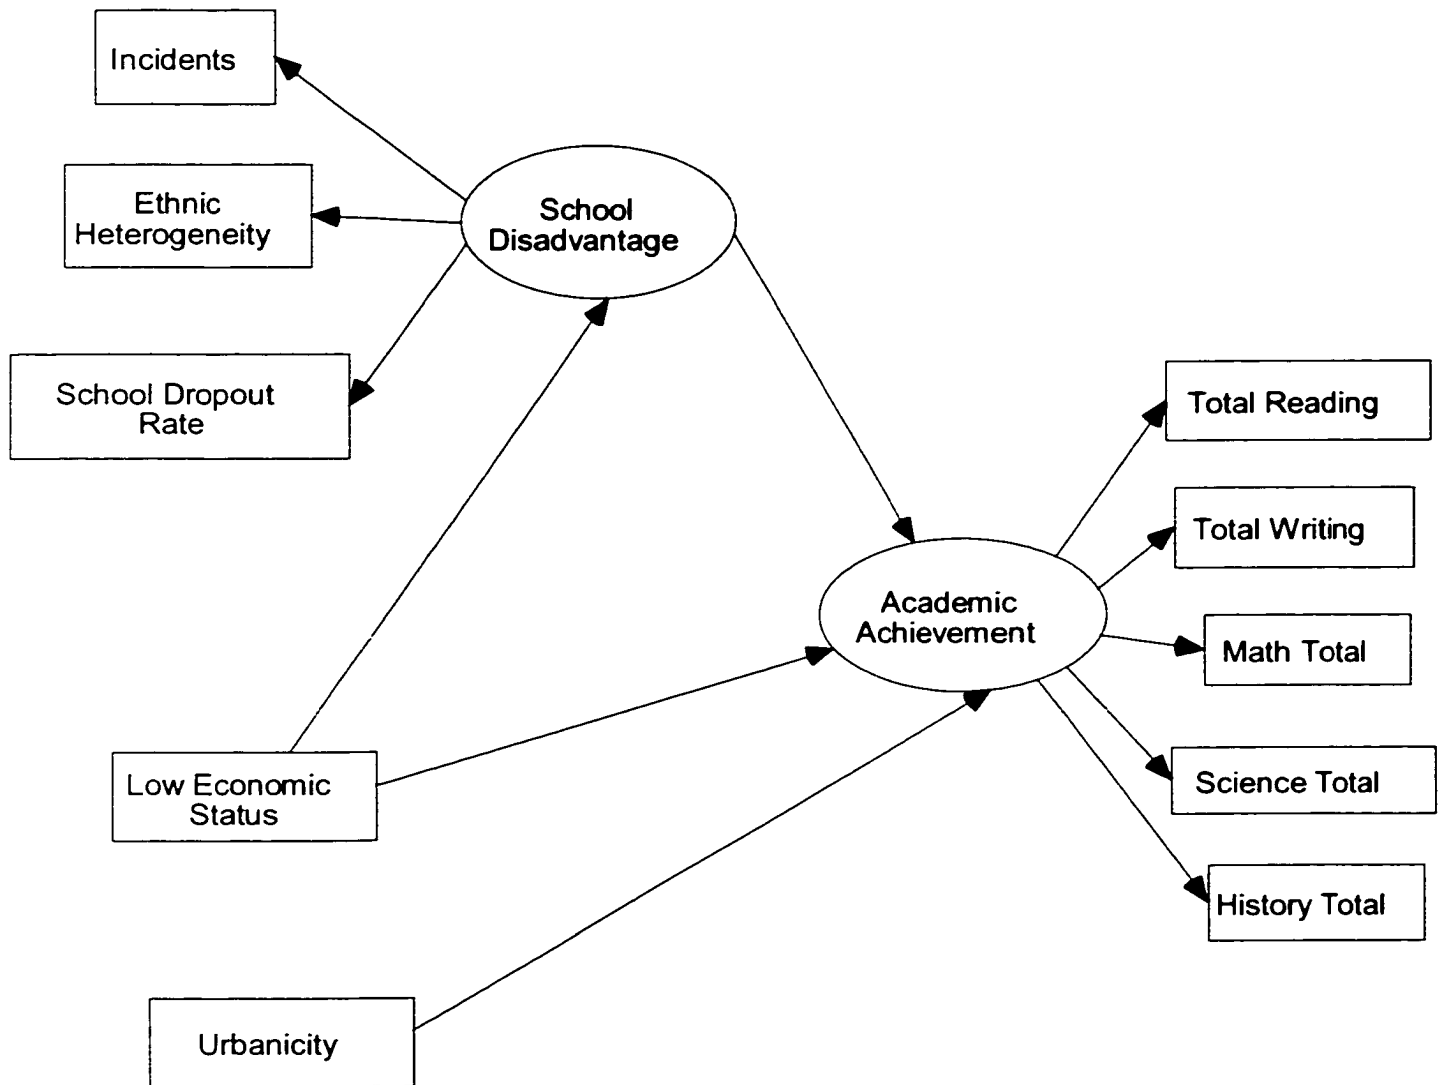 Incidents
Ethnic
Heterogeneity
School Dropout
Rate
School
Disadvantage
Low Economic
Status
Urbanicity
Academic
Achievement
Total Reading
Total Writing
Math Total
Science Total
History Total